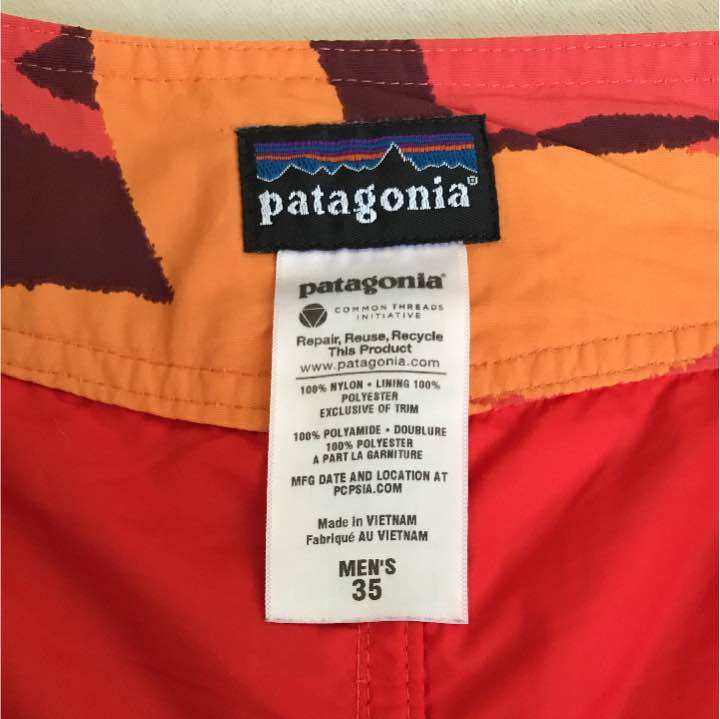 patagonia®
patagonia®
COMMON THREADS
INITIATIVE
Repair, Reuse, Recycle
This Product
www.patagonia.com
100% NYLON • LINING 100%
POLYESTER
EXCLUSIVE OF TRIM
100% POLYAMIDE • DOUBLURE
100% POLYESTER
A PART LA GARNITURE
MFG DATE AND LOCATION AT
PCPSIA.COM
Made in VIETNAM
Fabriqué AU VIETNAM
MEN'S
35